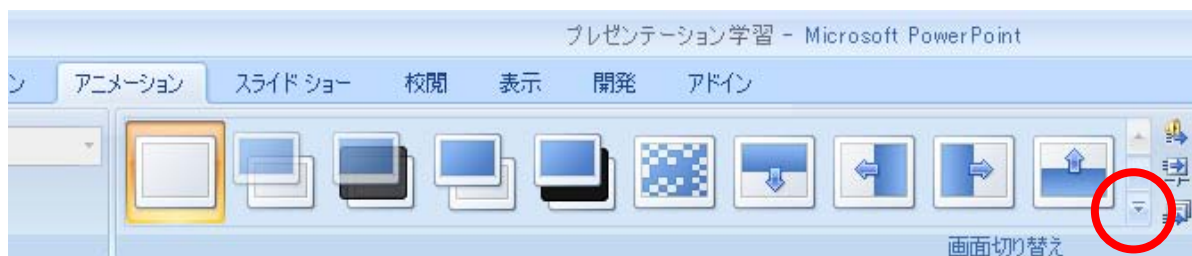 プレゼンテーション学習 - Microsoft PowerPoint
ン アニメーション スライド ショー 校閲 表示 開発 アドイン
画面切り替え